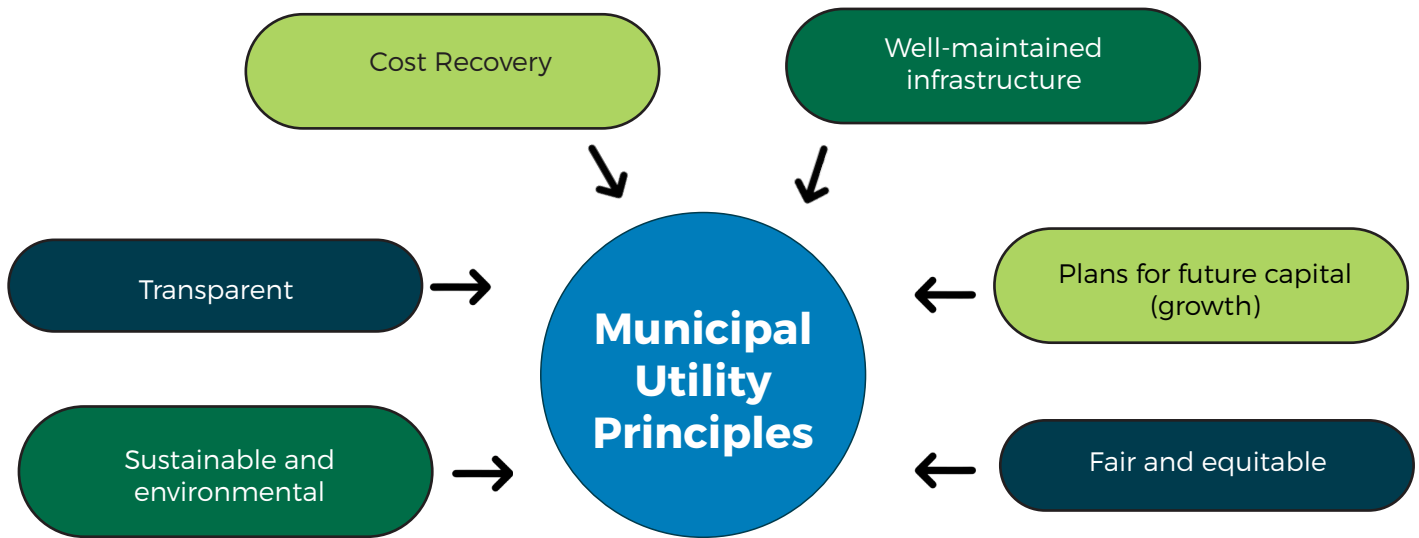 Cost Recovery
Well-maintained
infrastructure
Transparent
Plans for future capital
(growth)
Municipal
Utility
Principles
Sustainable and
environmental
Fair and equitable